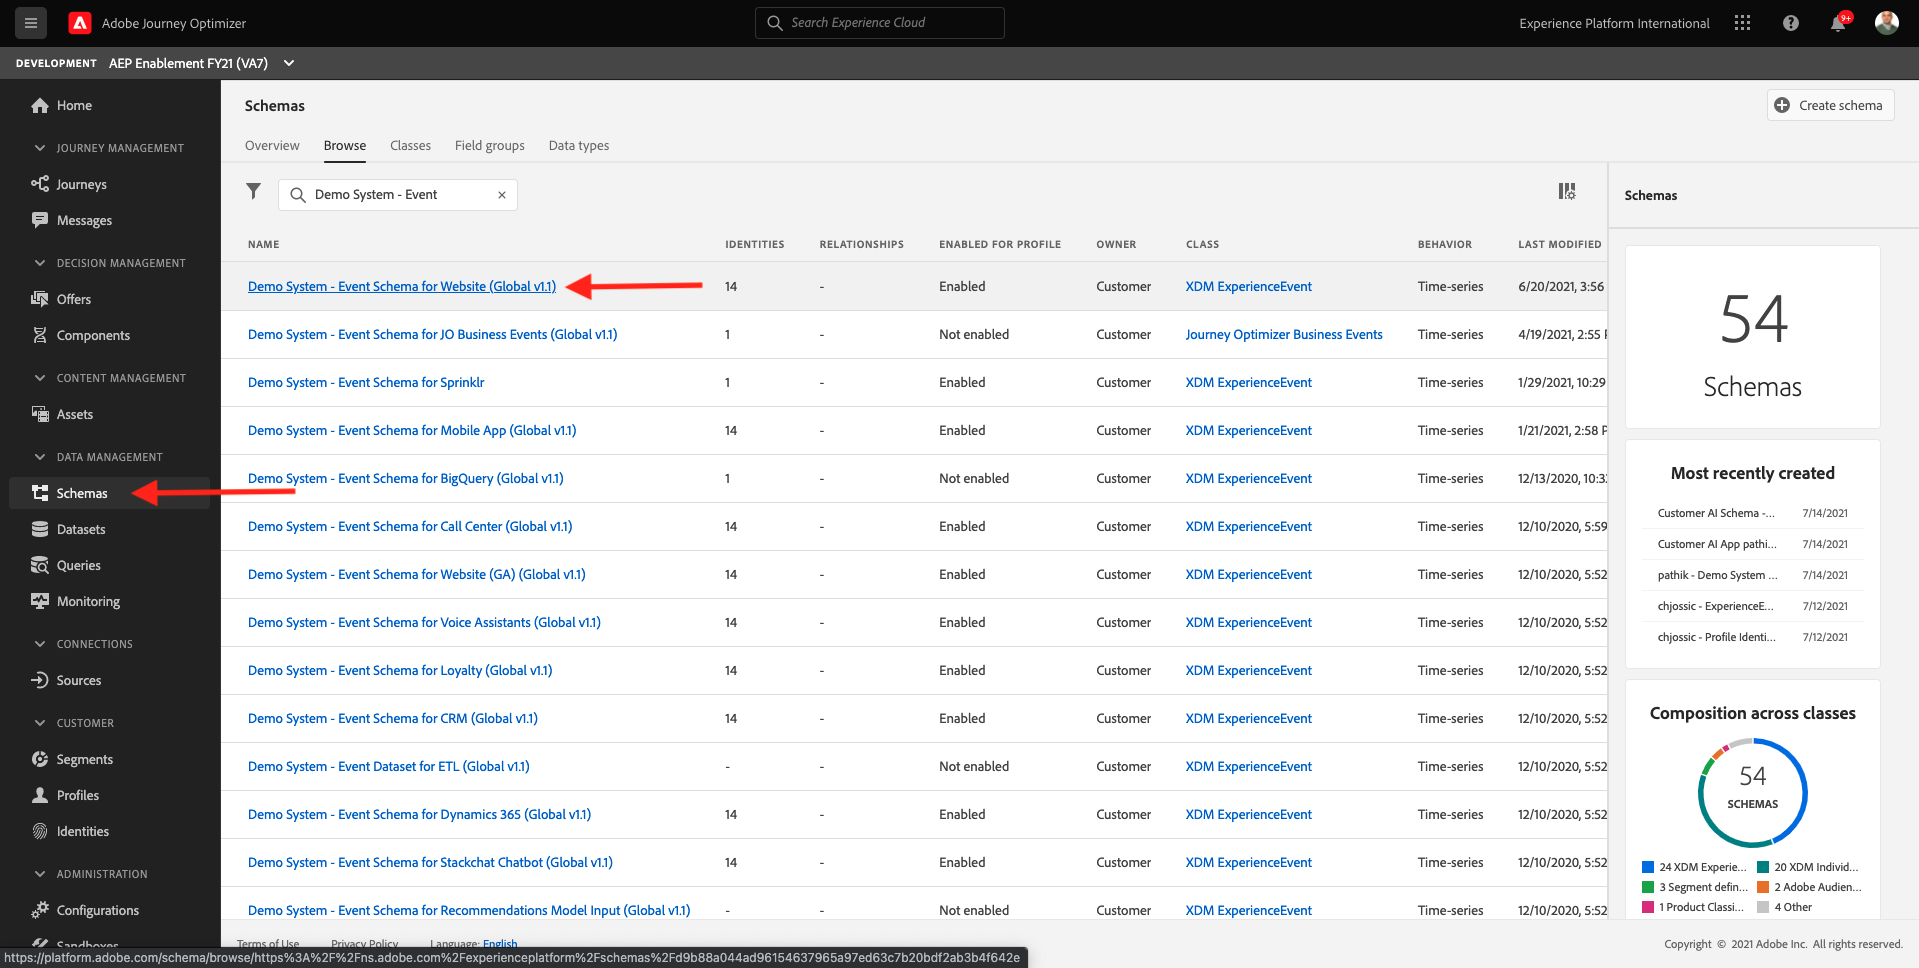 Adobe Journey Optimizer
Search Experience Cloud
Experience Platform International
9+
DEVELOPMENT AEP Enablement FY21 (VA7)
Home
JOURNEY MANAGEMENT
Journeys
Messages
DECISION MANAGEMENT
Offers
Components
CONTENT MANAGEMENT
Assets
DATA MANAGEMENT
Schemas
Datasets
Queries
Monitoring
CONNECTIONS
Sources
CUSTOMER
Segments
Profiles
Identities
ADMINISTRATION
Configurations
Sandboxes
Schemas
Create schema
Overview Browse Classes Field groups Data types
Demo System - Event
NAME IDENTITIES RELATIONSHIPS ENABLED FOR PROFILE OWNER CLASS BEHAVIOR LAST MODIFIED
Demo System - Event Schema for Website (Global v1.1) 14 - Enabled Customer XDM ExperienceEvent Time-series 6/20/2021, 3:56
Demo System - Event Schema for JO Business Events (Global v1.1) 1 - Not enabled Customer Journey Optimizer Business Events Time-series 4/19/2021, 2:55 P
Demo System - Event Schema for Sprinklr 1 - Enabled Customer XDM ExperienceEvent Time-series 1/29/2021, 10:29
Demo System - Event Schema for Mobile App (Global v1.1) 14 - Enabled Customer XDM ExperienceEvent Time-series 1/21/2021, 2:58 P
Demo System - Event Schema for BigQuery (Global v1.1) 1 - Not enabled Customer XDM ExperienceEvent Time-series 12/13/2020, 10:33
Demo System - Event Schema for Call Center (Global v1.1) 14 - Enabled Customer XDM ExperienceEvent Time-series 12/10/2020, 5:59
Demo System - Event Schema for Website (GA) (Global v1.1) 14 - Enabled Customer XDM ExperienceEvent Time-series 12/10/2020, 5:52
Demo System - Event Schema for Voice Assistants (Global v1.1) 14 - Enabled Customer XDM ExperienceEvent Time-series 12/10/2020, 5:52
Demo System - Event Schema for Loyalty (Global v1.1) 14 - Enabled Customer XDM ExperienceEvent Time-series 12/10/2020, 5:52
Demo System - Event Schema for CRM (Global v1.1) 14 - Enabled Customer XDM ExperienceEvent Time-series 12/10/2020, 5:52
Demo System - Event Dataset for ETL (Global v1.1) - - Not enabled Customer XDM ExperienceEvent Time-series 12/10/2020, 5:52
Demo System - Event Schema for Dynamics 365 (Global v1.1) 14 - Enabled Customer XDM ExperienceEvent Time-series 12/10/2020, 5:52
Demo System - Event Schema for Stackchat Chatbot (Global v1.1) 14 - Enabled Customer XDM ExperienceEvent Time-series 12/10/2020, 5:52
Demo System - Event Schema for Recommendations Model Input (Global v1.1) - - Not enabled Customer XDM ExperienceEvent Time-series 12/10/2020, 5:52
Schemas
54
Schemas
Most recently created
Customer AI Schema -... 7/14/2021
Customer AI App pathi... 7/14/2021
pathik - Demo System ... 7/14/2021
chjossic - ExperienceE... 7/12/2021
chjossic - Profile Identi... 7/12/2021
Composition across classes
54
SCHEMAS
24 XDM Experie... 20 XDM Individ...
3 Segment defin... 2 Adobe Audien...
1 Product Classi... 4 Other
Terms of Use Privacy Policy Language: English
Copyright © 2021 Adobe Inc. All rights reserved.
https://platform.adobe.com/schema/browse/https%3A%2F%2Fns.adobe.com%2Fexperienceplatform%2Fschemas%2Fd9b88a044ad96154637965a97ed63c7b20bdf2ab3b4f642e